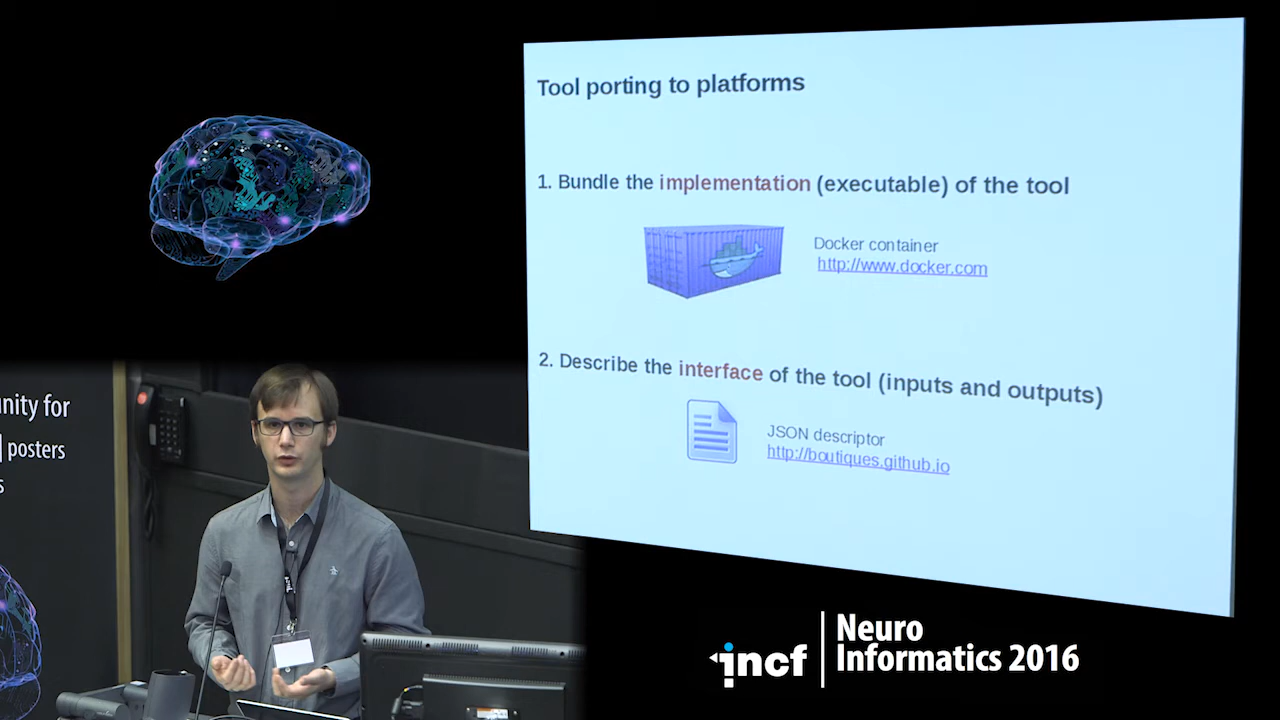 Tool porting to platforms
1. Bundle the implementation (executable) of the tool
Docker container
http://www.docker.com
2. Describe the interface of the tool (inputs and outputs)
JSON descriptor
http://boutiques.github.io
nity for
posters
s
incf
Neuro
Informatics 2016